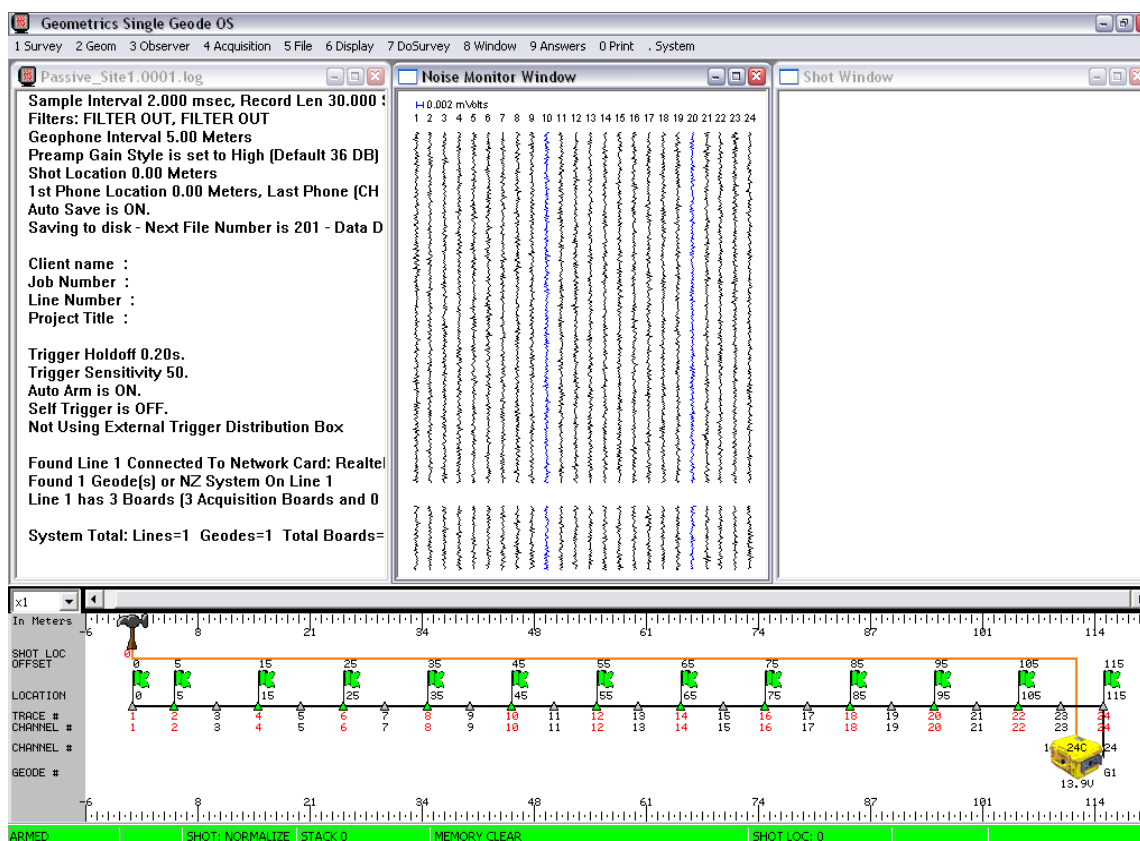 Geometrics Single Geode OS
1 Survey 2 Geom 3 Observer 4 Acquisition 5 File 6 Display 7 DoSurvey 8 Window 9 Answers 0 Print . System
Passive_Site1.0001.log
Sample Interval 2.000 msec, Record Len 30.000
Filters: FILTER OUT, FILTER OUT
Geophone Interval 5.00 Meters
Preamp Gain Style is set to High (Default 36 DB)
Shot Location 0.00 Meters
1st Phone Location 0.00 Meters, Last Phone (CH
Auto Save is ON.
Saving to disk - Next File Number is 201 - Data D
Client name :
Job Number :
Line Number :
Project Title :
Trigger Holdoff 0.20s.
Trigger Sensitivity 50.
Auto Arm is ON.
Self Trigger is OFF.
Not Using External Trigger Distribution Box
Found Line 1 Connected To Network Card: Realte
Found 1 Geode(s) or NZ System On Line 1
Line 1 has 3 Boards (3 Acquisition Boards and 0
System Total: Lines=1 Geodes=1 Total Boards=
Noise Monitor Window
0.002 mVolts
1 2 3 4 5 6 7 8 9 10 11 12 13 14 15 16 17 18 19 20 21 22 23 24
Shot Window
x1
In Meters
-6 8 21 34 48 61 74 87 101 114
SHOT LOC 0
OFFSET 0 5 15 25 35 45 55 65 75 85 95 105 115
LOCATION 0 5 15 25 35 45 55 65 75 85 95 105 115
TRACE # 1 2 3 4 5 6 7 8 9 10 11 12 13 14 15 16 17 18 19 20 21 22 23 24
CHANNEL # 1 2 3 4 5 6 7 8 9 10 11 12 13 14 15 16 17 18 19 20 21 22 23 24
CHANNEL # 1 24C 24
GEODE # G1
13.9V
-6 8 21 34 48 61 74 87 101 114
ARMED SHOT: NORMALIZE STACK 0 MEMORY CLEAR SHOT LOC: 0